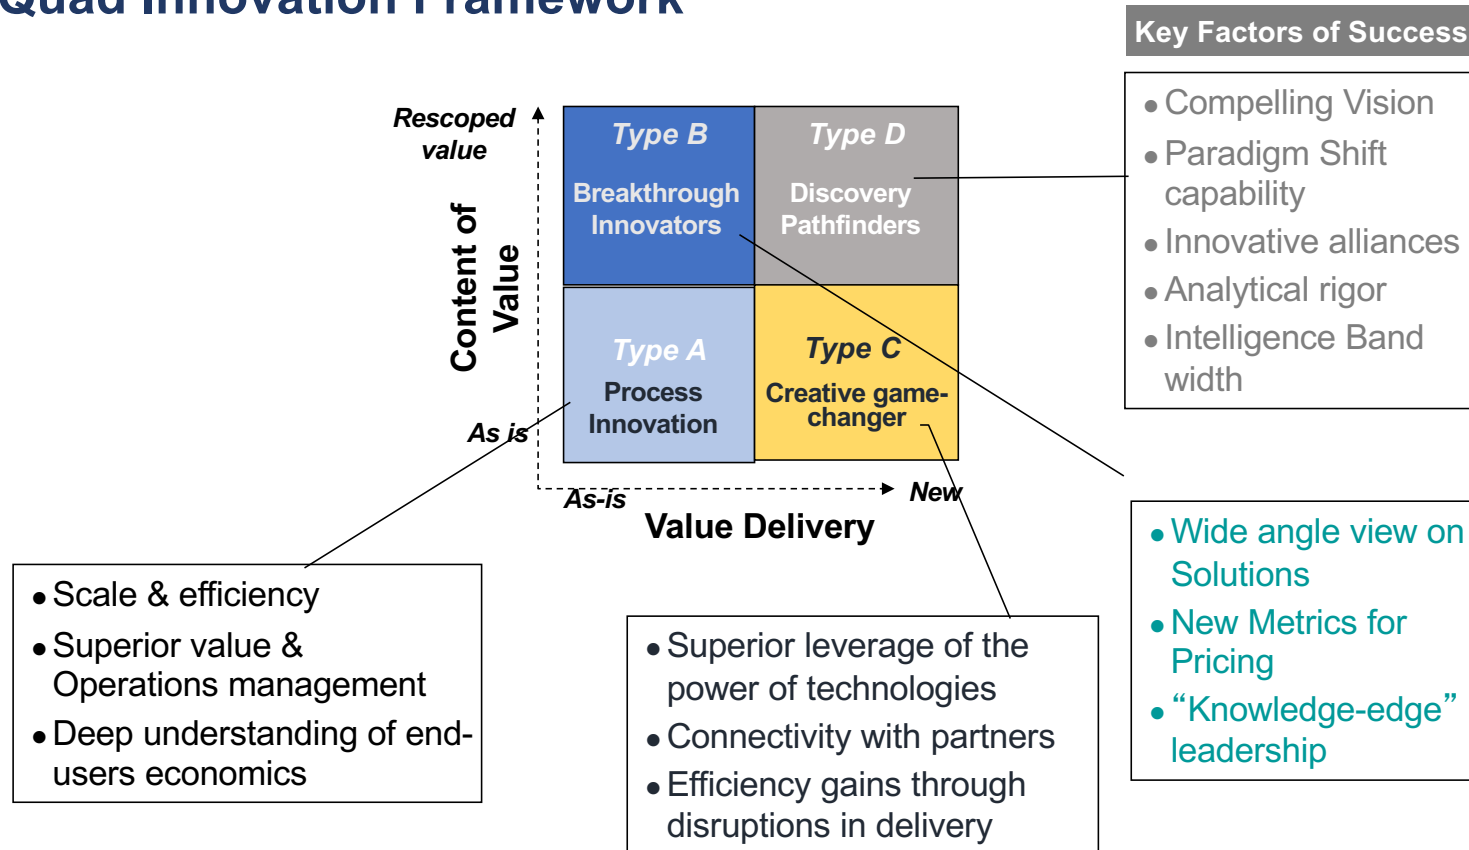 Quad Innovation Framework
Key Factors of Success
Rescoped
value
Content of
Value
As is
As-is
New
Value Delivery
Type B
Breakthrough
Innovators
Type D
Discovery
Pathfinders
Type A
Process
Innovation
Type C
Creative game-
changer
• Compelling Vision
• Paradigm Shift
capability
• Innovative alliances
• Analytical rigor
• Intelligence Band
width
• Wide angle view on
Solutions
• New Metrics for
Pricing
• “Knowledge-edge”
leadership
• Scale & efficiency
• Superior value &
Operations management
• Deep understanding of end-
users economics
• Superior leverage of the
power of technologies
• Connectivity with partners
• Efficiency gains through
disruptions in delivery